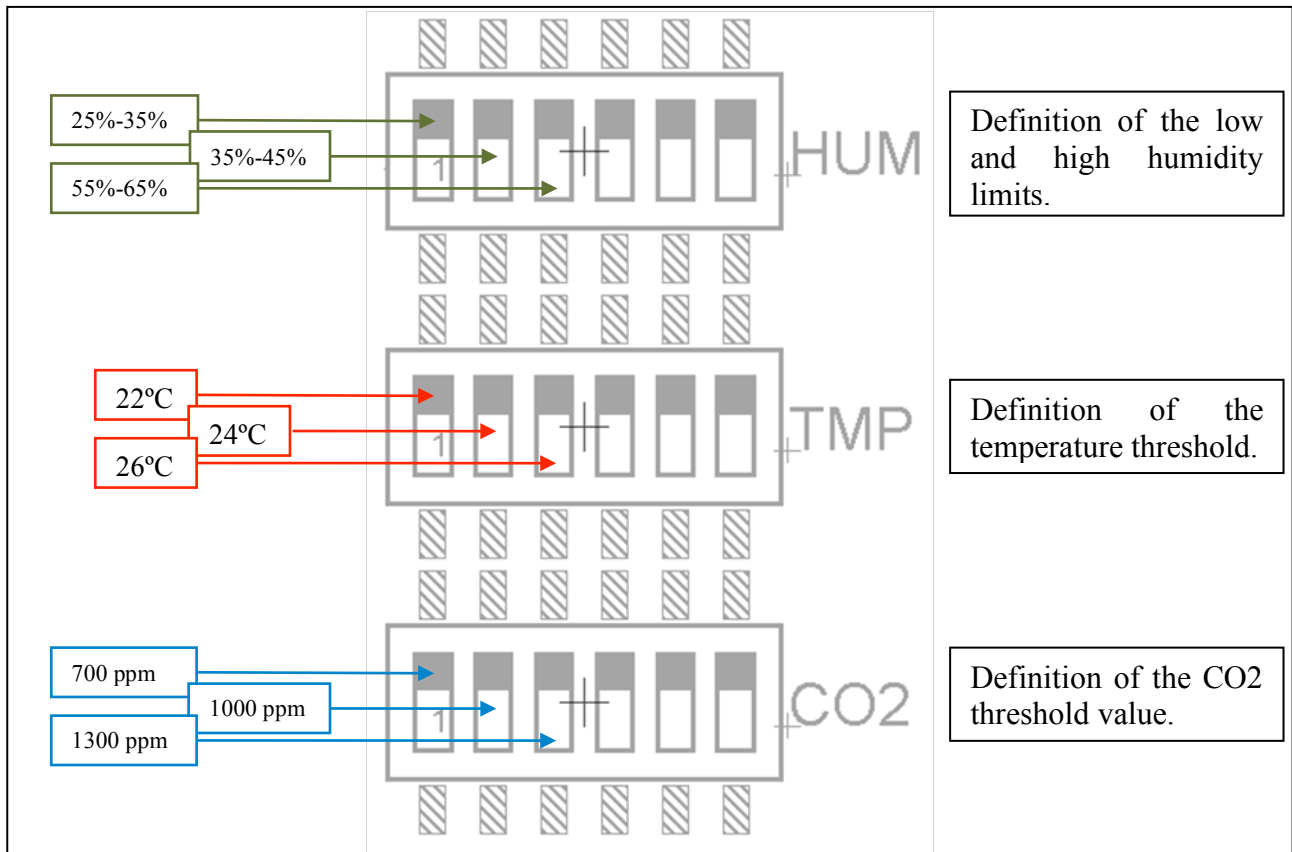 25%-35%
35%-45%
55%-65%
1
HUM
Definition of the low
and high humidity
limits.
22ºC
24ºC
26ºC
1
TMP
Definition of the
temperature threshold.
700 ppm
1000 ppm
1300 ppm
1
CO2
Definition of the CO2
threshold value.